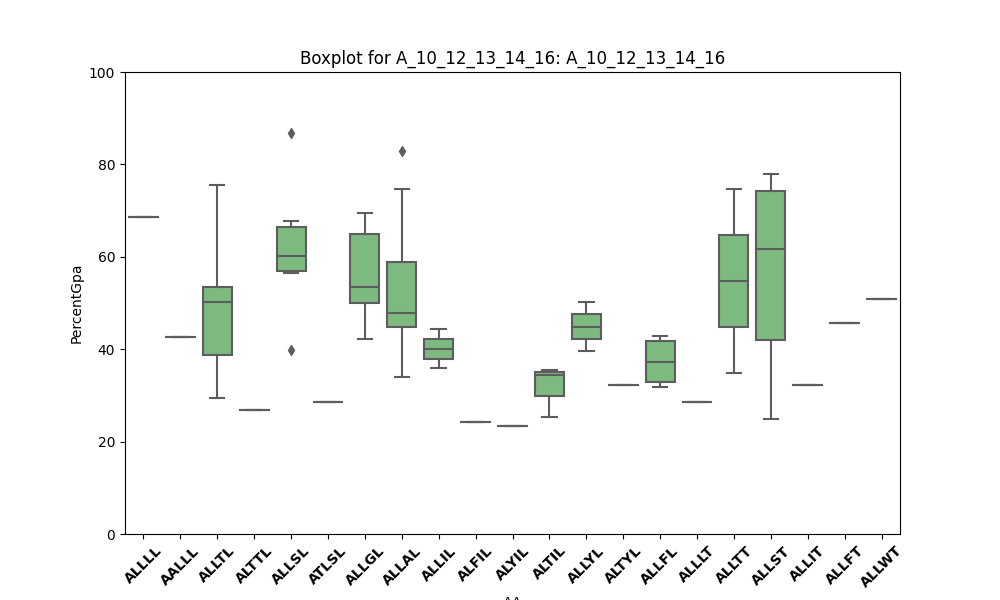 Boxplot for A_10_12_13_14_16: A_10_12_13_14_16
PercentGpa
100
80
60
40
20
0
ALLLL
AALLL
ALLTL
ALTTL
ALLSL
ATLSL
ALLGL
ALLAL
ALLIL
ALFIL
ALYIL
ALTIL
ALLYL
ALTYL
ALLFL
ALLLT
ALLTT
ALLST
ALLIT
ALLFT
ALLWT
AA